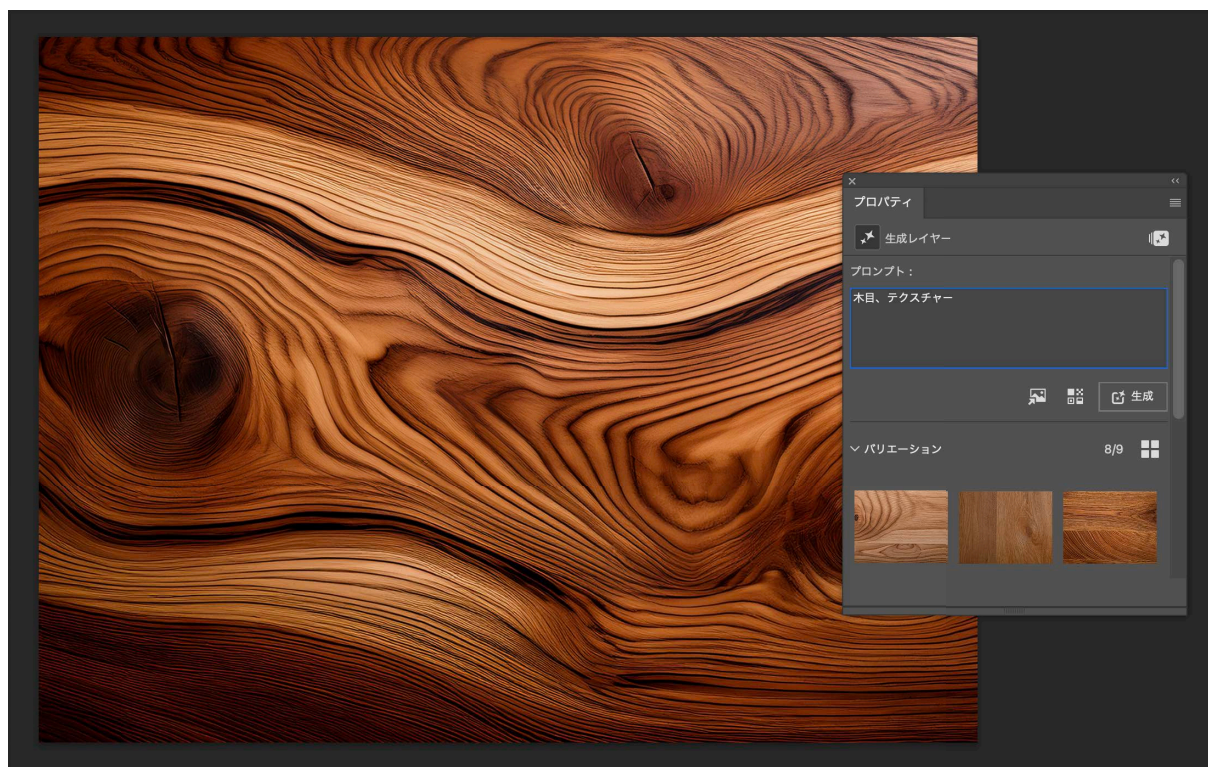 プロパティ
生成レイヤー
プロンプト：
木目、テクスチャー
生成
バリエーション 8/9